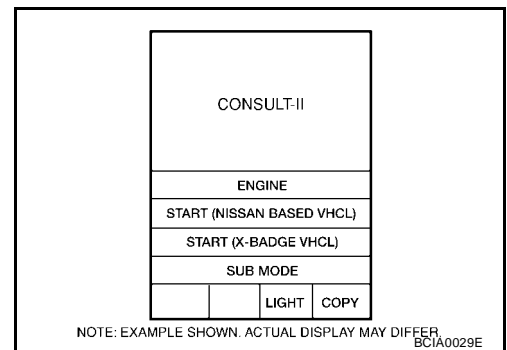 CONSULT-II
ENGINE
START (NISSAN BASED VHCL)
START (X-BADGE VHCL)
SUB MODE
LIGHT COPY
NOTE: EXAMPLE SHOWN. ACTUAL DISPLAY MAY DIFFER.
BCIA0029E